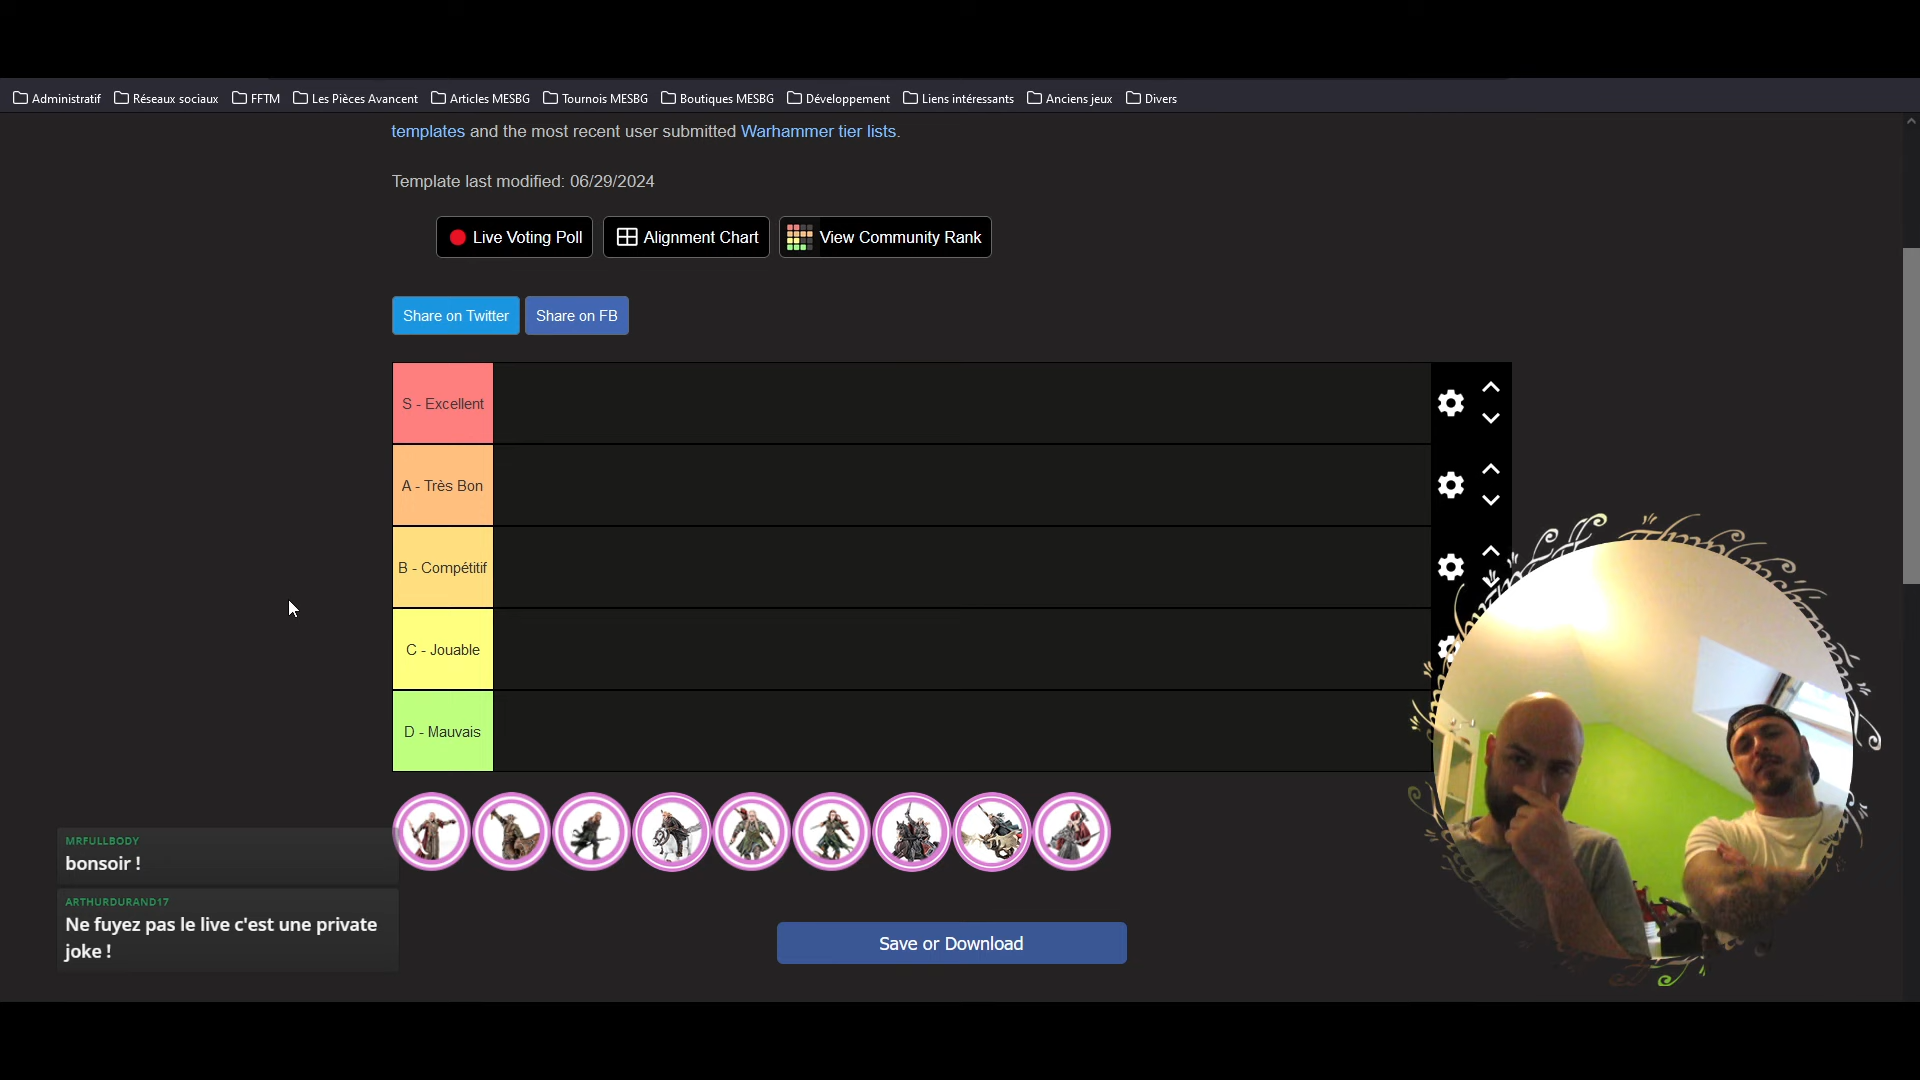 Administratif Réseaux sociaux FFTM Les Pièces Avancent Articles MESBG Tournois MESBG Boutiques MESBG Développement Liens intéressants Anciens jeux Divers
templates and the most recent user submitted Warhammer tier lists.
Template last modified: 06/29/2024
Live Voting Poll Alignment Chart View Community Rank
Share on Twitter Share on FB
S - Excellent
A - Très Bon
B - Compétitif
C - Jouable
D - Mauvais
MRFULLBODY
bonsoir !
ARTHURDURAND17
Ne fuyez pas le live c'est une private
joke !
Save or Download